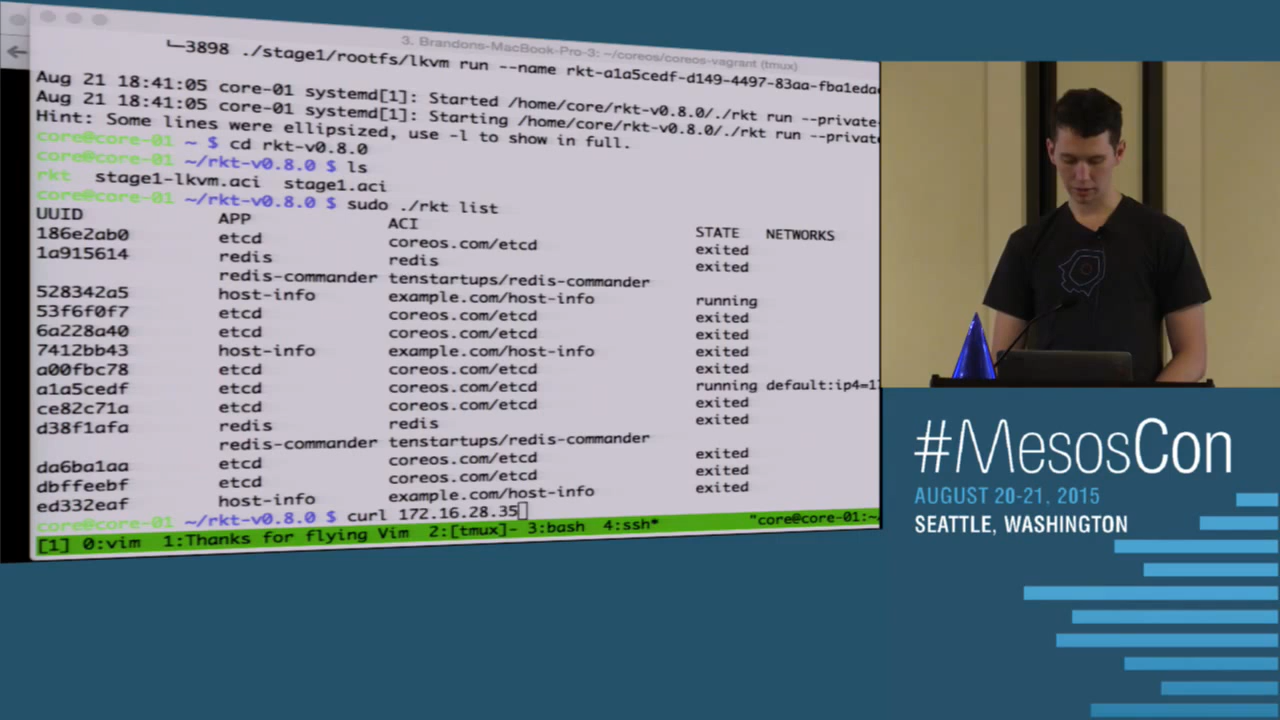 3. Brandons-MacBook-Pro-3: ~/coreos/coreos-vagrant (tmux)
└─3898 ./stage1/rootfs/lkvm run --name rkt-a1a5cedf-d149-4497-83aa-fba1eda
Aug 21 18:41:05 core-01 systemd[1]: Started /home/core/rkt-v0.8.0/./rkt run --private-
Aug 21 18:41:05 core-01 systemd[1]: Starting /home/core/rkt-v0.8.0/./rkt run --privat
Hint: Some lines were ellipsized, use -l to show in full.
core@core-01 ~ $ cd rkt-v0.8.0
core@core-01 ~/rkt-v0.8.0 $ ls
rkt stage1-lkvm.aci stage1.aci
core@core-01 ~/rkt-v0.8.0 $ sudo ./rkt list
UUID APP ACI STATE NETWORKS
186e2ab0 etcd coreos.com/etcd exited
1a915614 redis redis exited
redis-commander tenstartups/redis-commander
528342a5 host-info example.com/host-info running
53f6f0f7 etcd coreos.com/etcd exited
6a228a40 etcd coreos.com/etcd exited
7412bb43 host-info example.com/host-info exited
a00fbc78 etcd coreos.com/etcd exited
a1a5cedf etcd coreos.com/etcd running default:ip4=1
ce82c71a etcd coreos.com/etcd exited
d38f1afa redis redis exited
redis-commander tenstartups/redis-commander
da6ba1aa etcd coreos.com/etcd exited
dbffeebf etcd coreos.com/etcd exited
ed332eaf host-info example.com/host-info exited
core@core-01 ~/rkt-v0.8.0 $ curl 172.16.28.35
[1] 0:vim 1:Thanks for flying Vim 2:[tmux]- 3:bash 4:ssh* "core@core-01:~
#MesosCon
AUGUST 20-21, 2015
SEATTLE, WASHINGTON